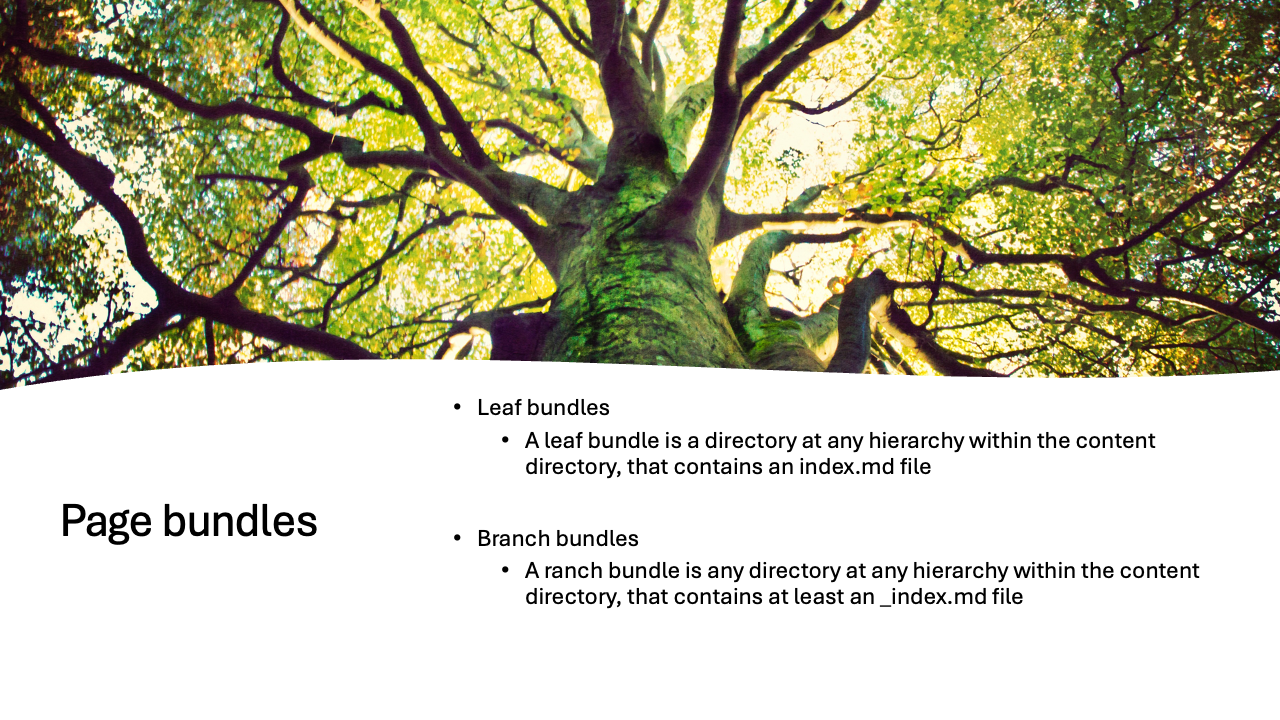 Page bundles
• Leaf bundles
• A leaf bundle is a directory at any hierarchy within the content
directory, that contains an index.md file
• Branch bundles
• A ranch bundle is any directory at any hierarchy within the content
directory, that contains at least an _index.md file